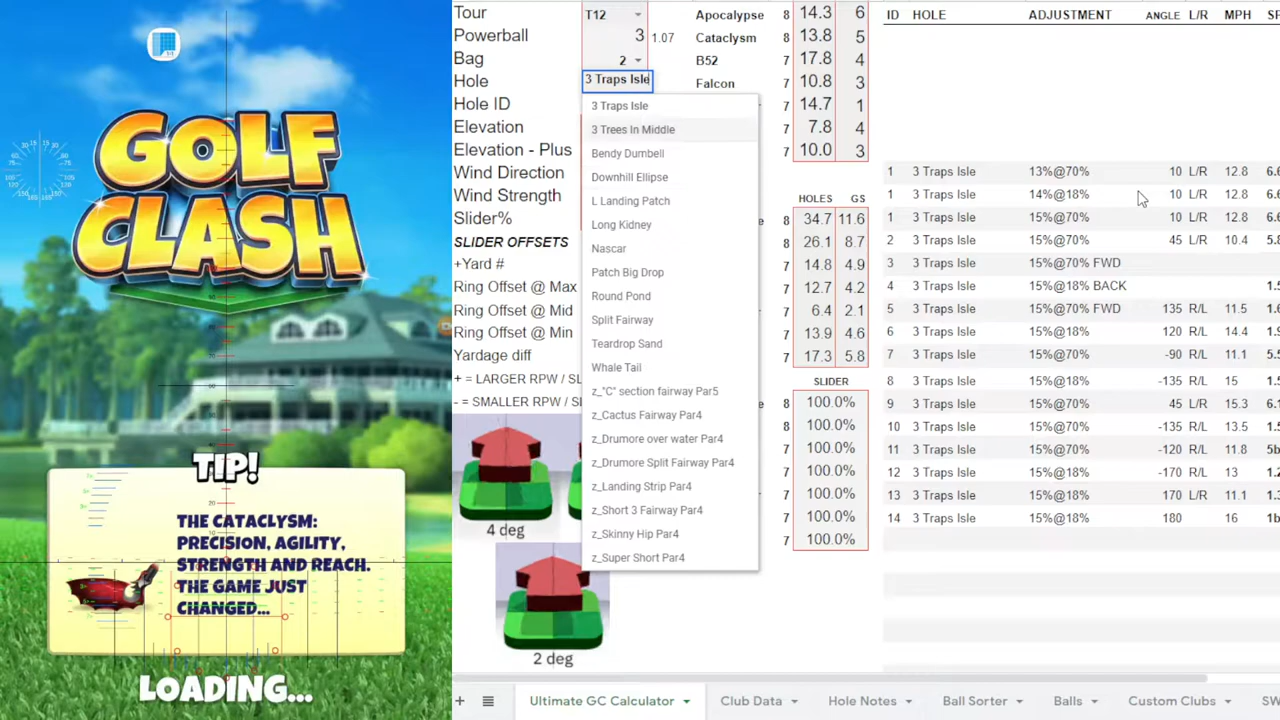 GOLF
CLASH
TIP!
THE CATACLYSM:
PRECISION, AGILITY,
STRENGTH AND REACH.
THE GAME JUST
CHANGED...
LOADING...
Tour T12
Powerball 3 1.07
Bag 2
Hole 3 Traps Isle
Hole ID
Elevation
Elevation - Plus
Wind Direction
Wind Strength
Slider%
SLIDER OFFSETS
+Yard #
Ring Offset @ Max
Ring Offset @ Mid
Ring Offset @ Min
Yardage diff
+ = LARGER RPW / SL
- = SMALLER RPW / SL
4 deg
2 deg
3 Traps Isle
3 Trees In Middle
Bendy Dumbell
Downhill Ellipse
L Landing Patch
Long Kidney
Nascar
Patch Big Drop
Round Pond
Split Fairway
Teardrop Sand
Whale Tail
z_"C" section fairway Par5
z_Cactus Fairway Par4
z_Drumore over water Par4
z_Drumore Split Fairway Par4
z_Landing Strip Par4
z_Short 3 Fairway Par4
z_Skinny Hip Par4
z_Super Short Par4
Apocalypse 8 14.3 6
Cataclysm 8 13.8 5
B52 8 17.8 4
Falcon 7 10.8 3
7 14.7 1
7 7.8 4
7 10.0 3
HOLES GS
8 34.7 11.6
8 26.1 8.7
7 14.8 4.9
7 12.7 4.2
7 6.4 2.1
7 13.9 4.6
7 17.3 5.8
SLIDER
8 100.0%
8 100.0%
100.0%
100.0%
100.0%
100.0%
7 100.0%
ID HOLE ADJUSTMENT ANGLE L/R MPH
1 3 Traps Isle 13%@70% 10 L/R 12.8
1 3 Traps Isle 14%@18% 10 L/R 12.8
1 3 Traps Isle 15%@70% 10 L/R 12.8
2 3 Traps Isle 15%@70% 45 L/R 10.4
3 3 Traps Isle 15%@70% FWD
4 3 Traps Isle 15%@18% BACK
5 3 Traps Isle 15%@70% FWD 135 R/L 11.5
6 3 Traps Isle 15%@18% 120 R/L 14.4
7 3 Traps Isle 15%@70% -90 R/L 11.1
8 3 Traps Isle 15%@18% -135 R/L 15
9 3 Traps Isle 15%@18% 45 R/L 15.3
10 3 Traps Isle 15%@18% -135 R/L 13.5
11 3 Traps Isle 15%@18% -120 R/L 11.8
12 3 Traps Isle 15%@18% -170 R/L 13
13 3 Traps Isle 15%@18% 170 L/R 11.1
14 3 Traps Isle 15%@18% 180 16
Ultimate GC Calculator Club Data Hole Notes Ball Sorter Balls Custom Clubs